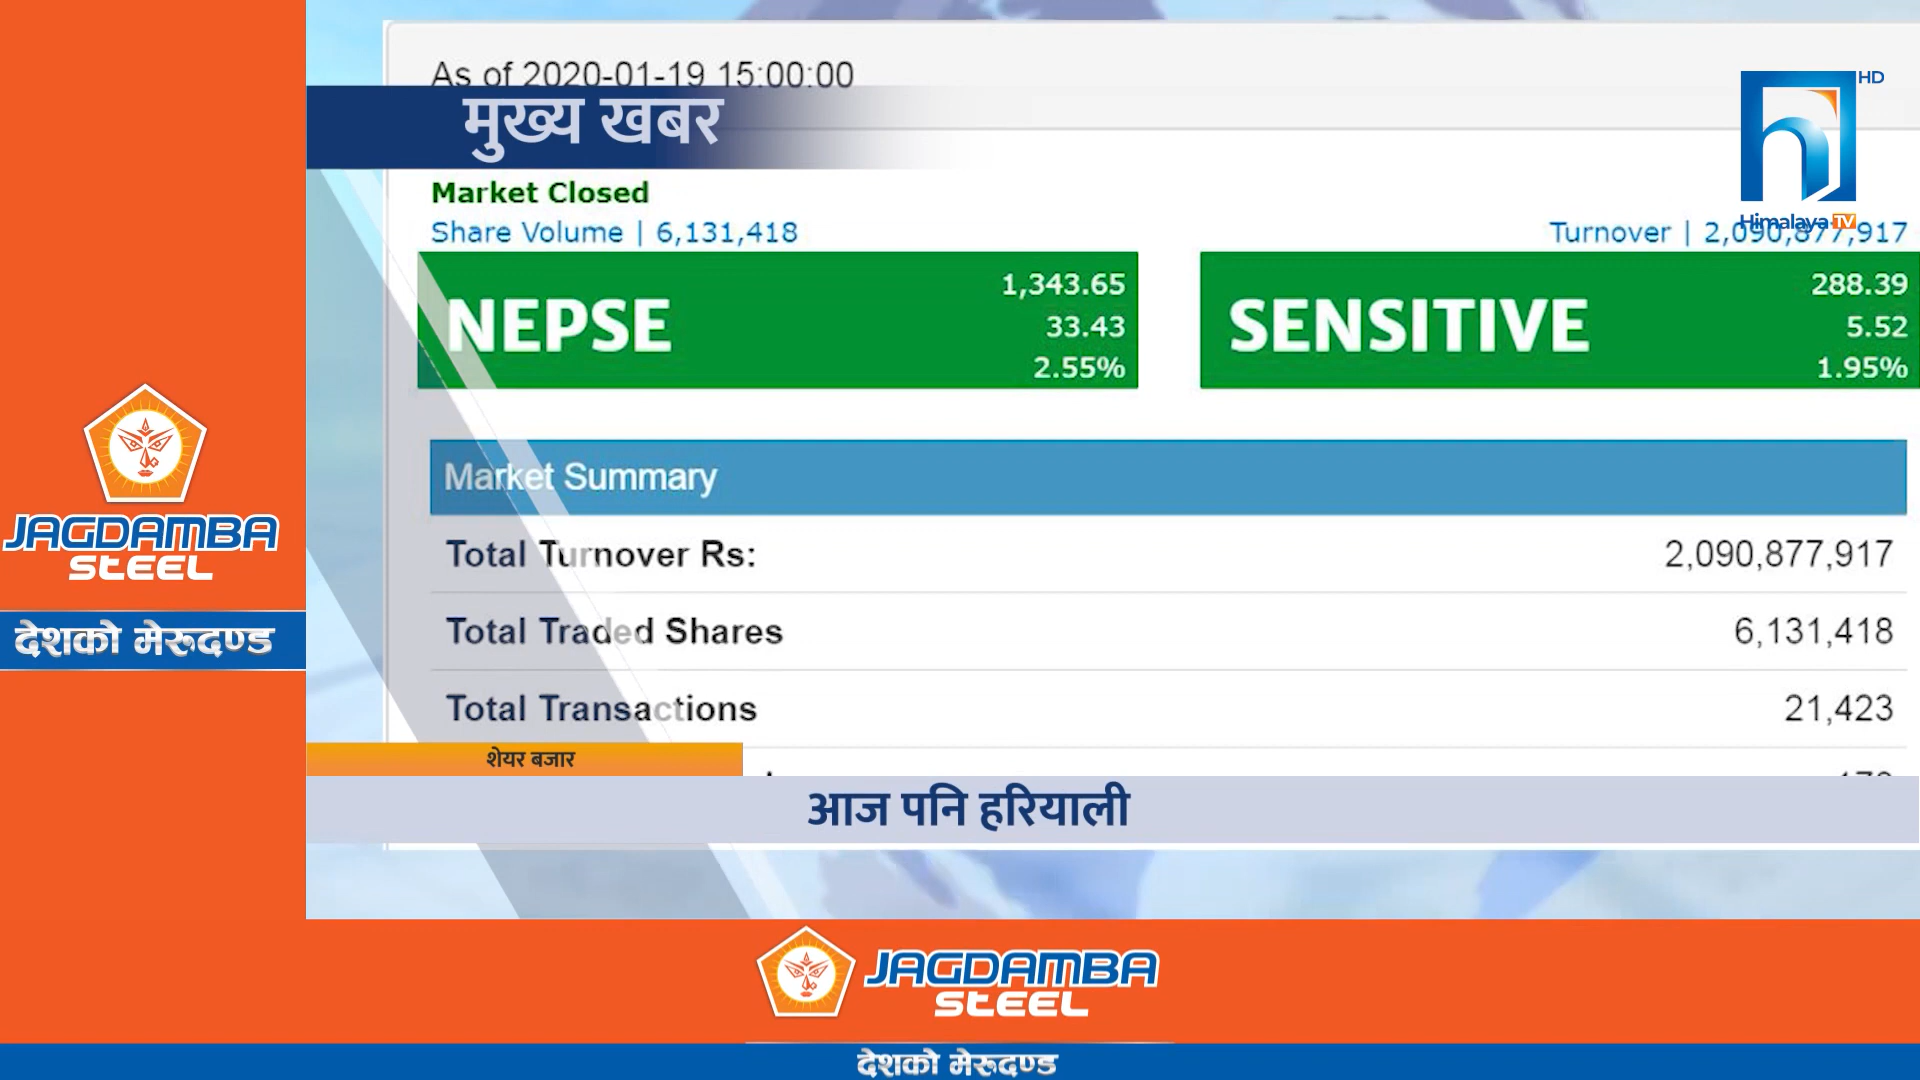 As of 2020-01-19 15:00:00
HD
मुख्य खबर
Market Closed
Share Volume | 6,131,418
Turnover | 2,090,877,917
Himalaya TV
NEPSE
1,343.65
33.43
2.55%
SENSITIVE
288.39
5.52
1.95%
Market Summary
Total Turnover Rs: 2,090,877,917
Total Traded Shares 6,131,418
Total Transactions 21,423
शेयर बजार
आज पनि हरियाली
JAGDAMBA
STEEL
देशको मेरूदण्ड
JAGDAMBA
STEEL
देशको मेरूदण्ड